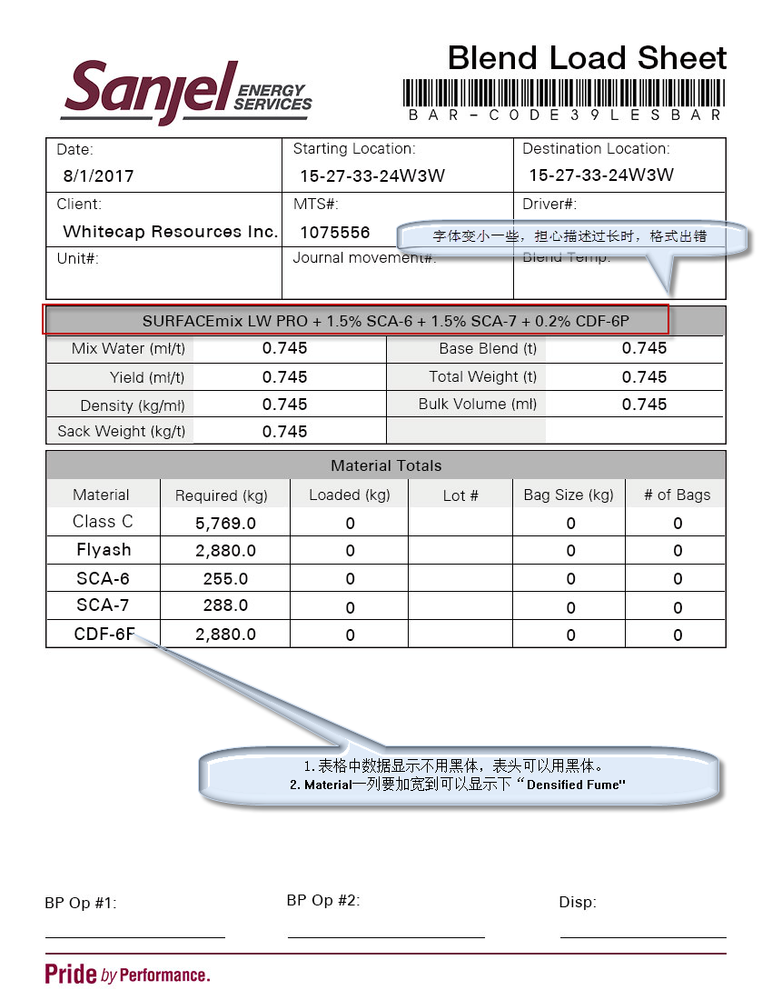 Blend Load Sheet
Sanjel ENERGY SERVICES
BAR-CODE39LESBAR
Date: Starting Location: Destination Location:
8/1/2017 15-27-33-24W3W 15-27-33-24W3W
Client: MTS#: Driver#:
Whitecap Resources Inc. 1075556
字体变小一些，担心描述过长时，格式出错
Unit#: Journal movement#: Blend Temp:
SURFACEmix LW PRO + 1.5% SCA-6 + 1.5% SCA-7 + 0.2% CDF-6P
Mix Water (mł/t) 0.745 Base Blend (t) 0.745
Yield (mł/t) 0.745 Total Weight (t) 0.745
Density (kg/mł) 0.745 Bulk Volume (mł) 0.745
Sack Weight (kg/t) 0.745
Material Totals
Material Required (kg) Loaded (kg) Lot # Bag Size (kg) # of Bags
Class C 5,769.0 0 0 0
Flyash 2,880.0 0 0 0
SCA-6 255.0 0 0 0
SCA-7 288.0 0 0 0
CDF-6F 2,880.0 0 0 0
1. 表格中数据显示不用黑体，表头可以用黑体。
2. Material一列要加宽到可以显示下“Densified Fume"
BP Op #1: BP Op #2: Disp:
Pride by Performance.